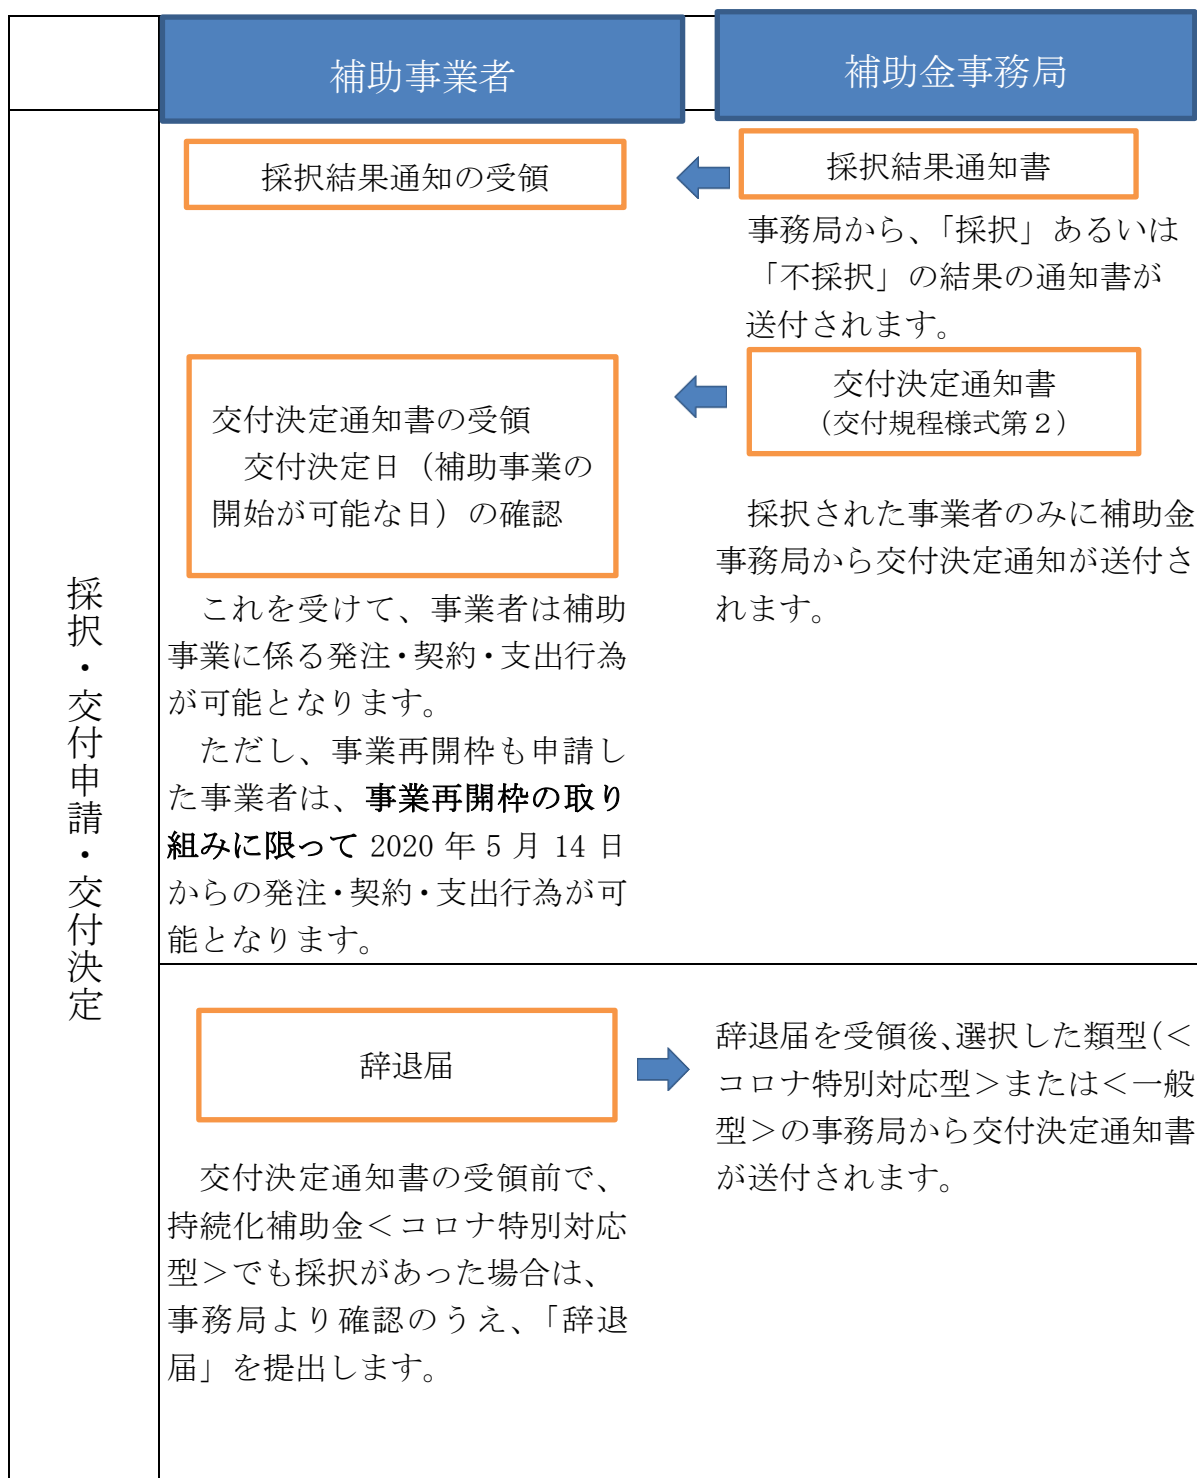 補助事業者
補助金事務局
採択・交付申請・交付決定
採択結果通知の受領
採択結果通知書
事務局から、「採択」あるいは
「不採択」の結果の通知書が
送付されます。
交付決定通知書の受領
交付決定日（補助事業の
開始が可能な日）の確認
交付決定通知書
（交付規程様式第２）
これを受けて、事業者は補助
事業に係る発注・契約・支出行為
が可能となります。
ただし、事業再開枠も申請し
た事業者は、事業再開枠の取り
組みに限って 2020 年 5 月 14 日
からの発注・契約・支出行為が可
能となります。
採択された事業者のみに補助金
事務局から交付決定通知が送付さ
れます。
辞退届
交付決定通知書の受領前で、
持続化補助金＜コロナ特別対応
型＞でも採択があった場合は、
事務局より確認のうえ、「辞退
届」を提出します。
辞退届を受領後、選択した類型(＜
コロナ特別対応型＞または＜一般
型＞の事務局から交付決定通知書
が送付されます。